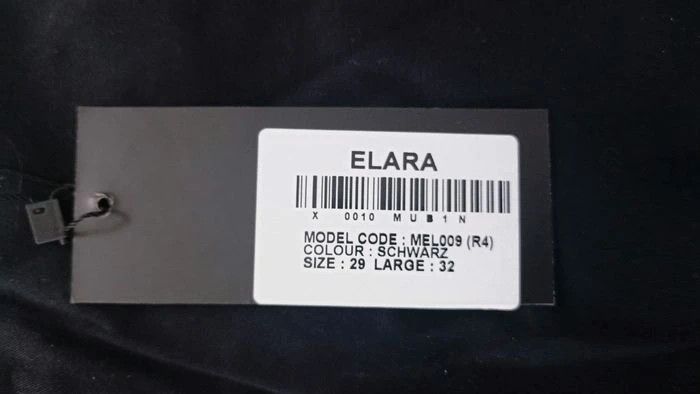 ELARA
X 0010 MUB1N
MODEL CODE : MEL009 (R4)
COLOUR : SCHWARZ
SIZE : 29 LARGE : 32